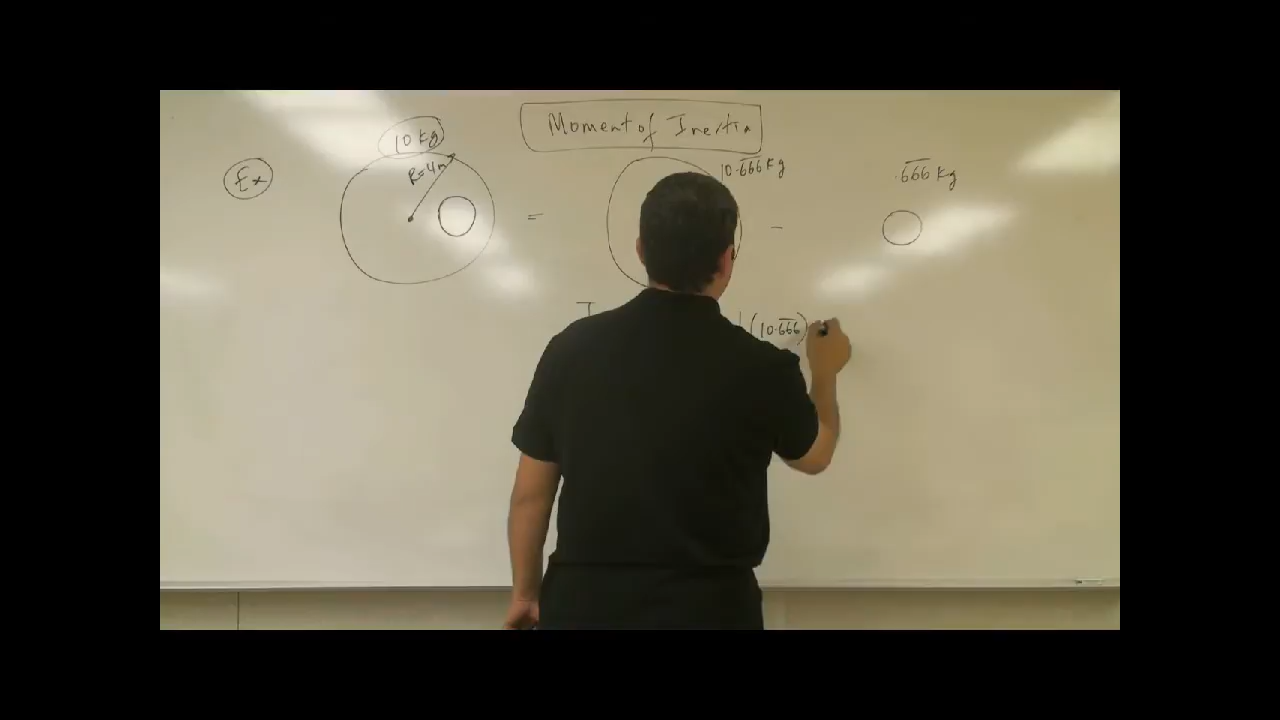 Moment of Inertia
10 kg
R=4m
Ex
=
10.666 kg
-
.666 kg
I
(10.666)